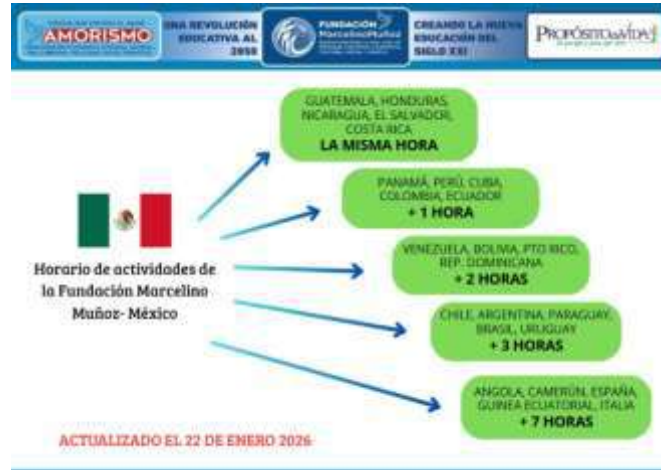 AMORISMO
UNA REVOLUCIÓN
EDUCATIVA AL
2050
FUNDACIÓN
MarcelinoMuñoz
CREANDO LA NUEVA
EDUCACIÓN DEL
SIGLO XXI
PROPÓSITO de VIDA
GUATEMALA, HONDURAS,
NICARAGUA, EL SALVADOR,
COSTA RICA
LA MISMA HORA
PANAMÁ, PERÚ, CUBA,
COLOMBIA, ECUADOR
+ 1 HORA
Horario de actividades de
la Fundación Marcelino
Muñoz- México
VENEZUELA, BOLIVIA, PTO RICO,
REP. DOMINICANA
+ 2 HORAS
CHILE, ARGENTINA, PARAGUAY,
BRASIL, URUGUAY
+ 3 HORAS
ANGOLA, CAMERÚN, ESPAÑA,
GUINEA ECUATORIAL, ITALIA
+ 7 HORAS
ACTUALIZADO EL 22 DE ENERO 2026